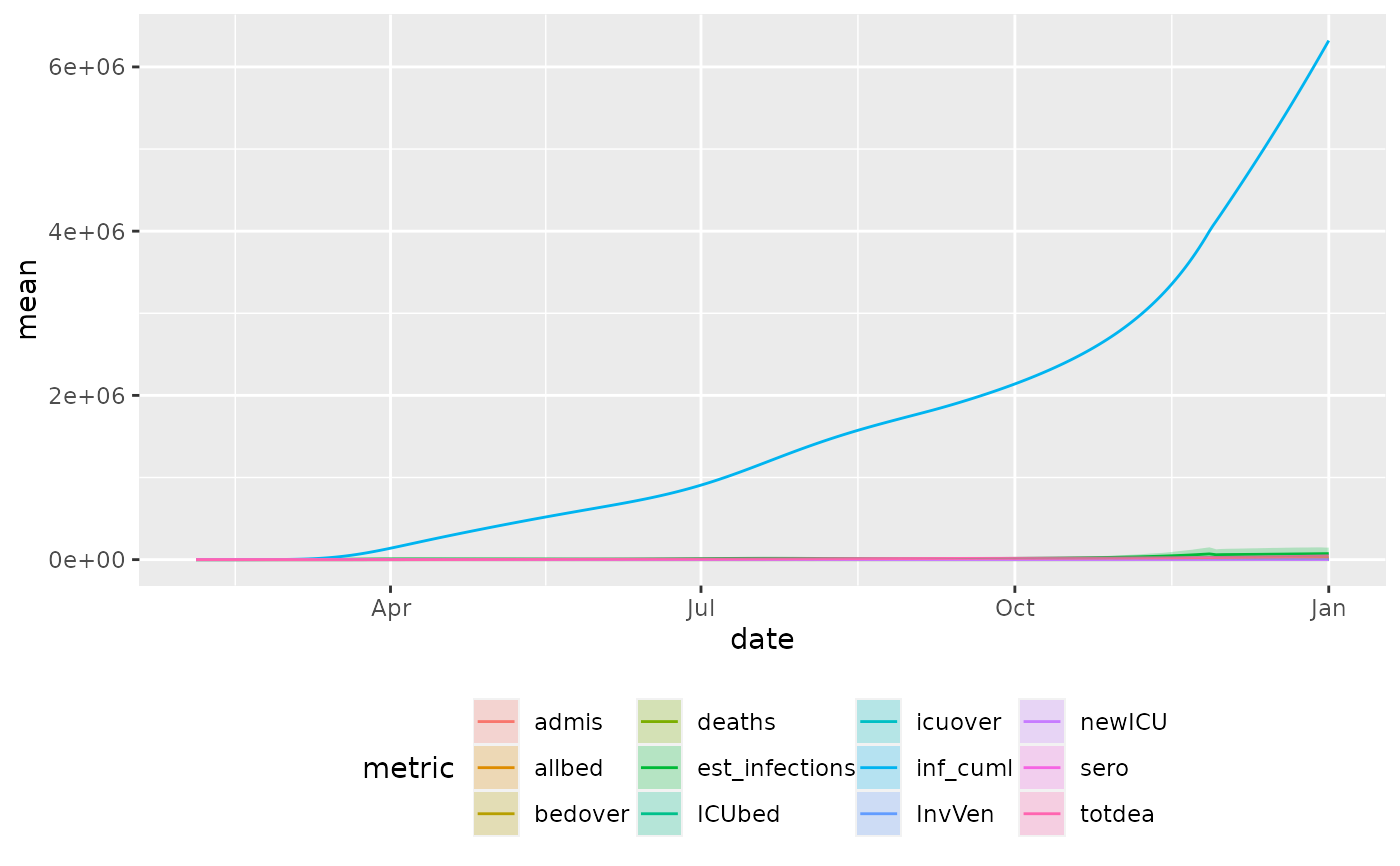 6e+06
4e+06
2e+06
0e+00
mean
Apr Jul Oct Jan
date
metric
admis deaths icuover newICU
allbed est_infections inf_cuml sero
bedover ICUbed InvVen totdea